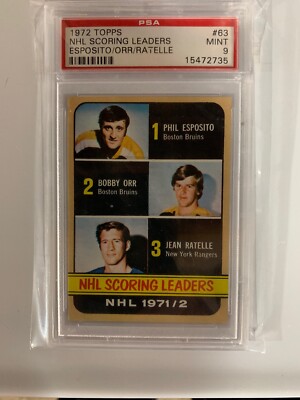 PSA
1972 TOPPS #63
NHL SCORING LEADERS MINT
ESPOSITO/ORR/RATELLE 9
15472735
1 PHIL ESPOSITO
Boston Bruins
2 BOBBY ORR
Boston Bruins
3 JEAN RATELLE
New York Rangers
NHL SCORING LEADERS
NHL 1971/2